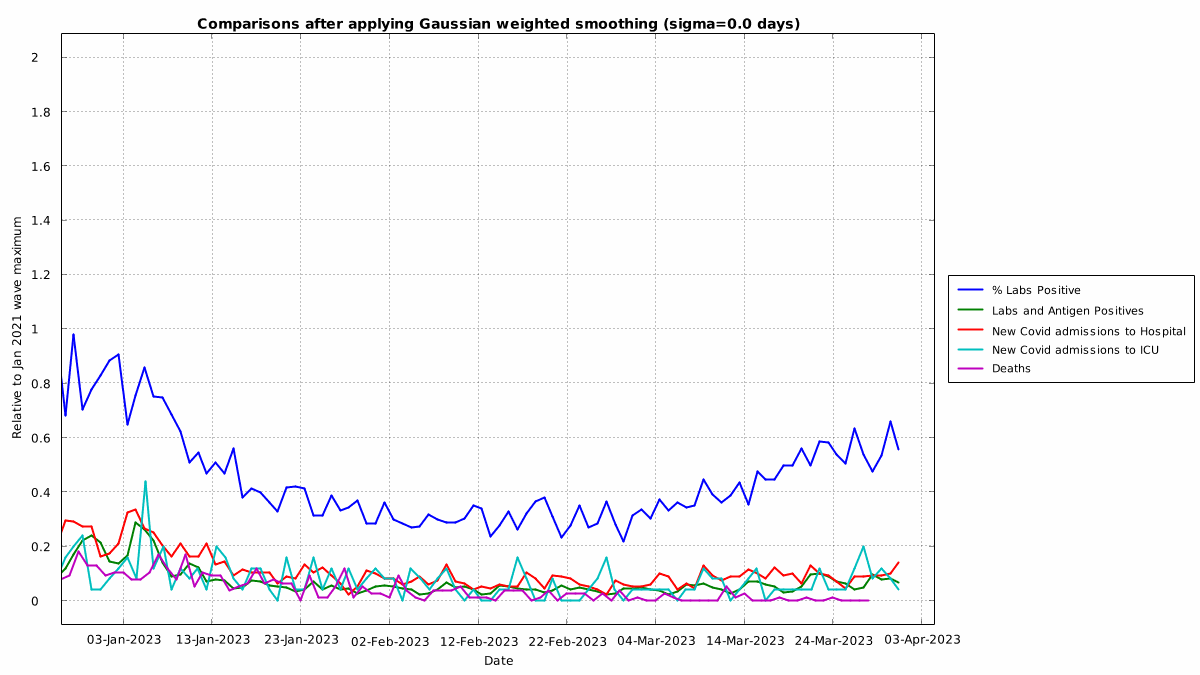 Comparisons after applying Gaussian weighted smoothing (sigma=0.0 days)
Relative to Jan 2021 wave maximum
2
1.8
1.6
1.4
1.2
1
0.8
0.6
0.4
0.2
0
03-Jan-2023 13-Jan-2023 23-Jan-2023 02-Feb-2023 12-Feb-2023 22-Feb-2023 04-Mar-2023 14-Mar-2023 24-Mar-2023 03-Apr-2023
Date
% Labs Positive
Labs and Antigen Positives
New Covid admissions to Hospital
New Covid admissions to ICU
Deaths